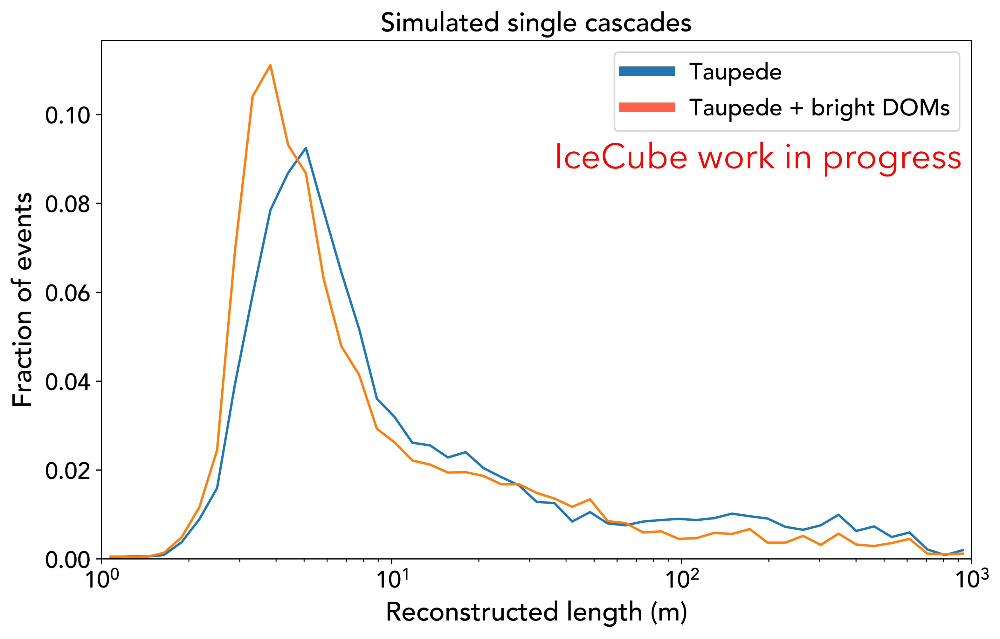 Simulated single cascades
Taupede
Taupede + bright DOMs
IceCube work in progress
Fraction of events
0.10
0.08
0.06
0.04
0.02
0.00
10⁰ 10¹ 10² 10³
Reconstructed length (m)